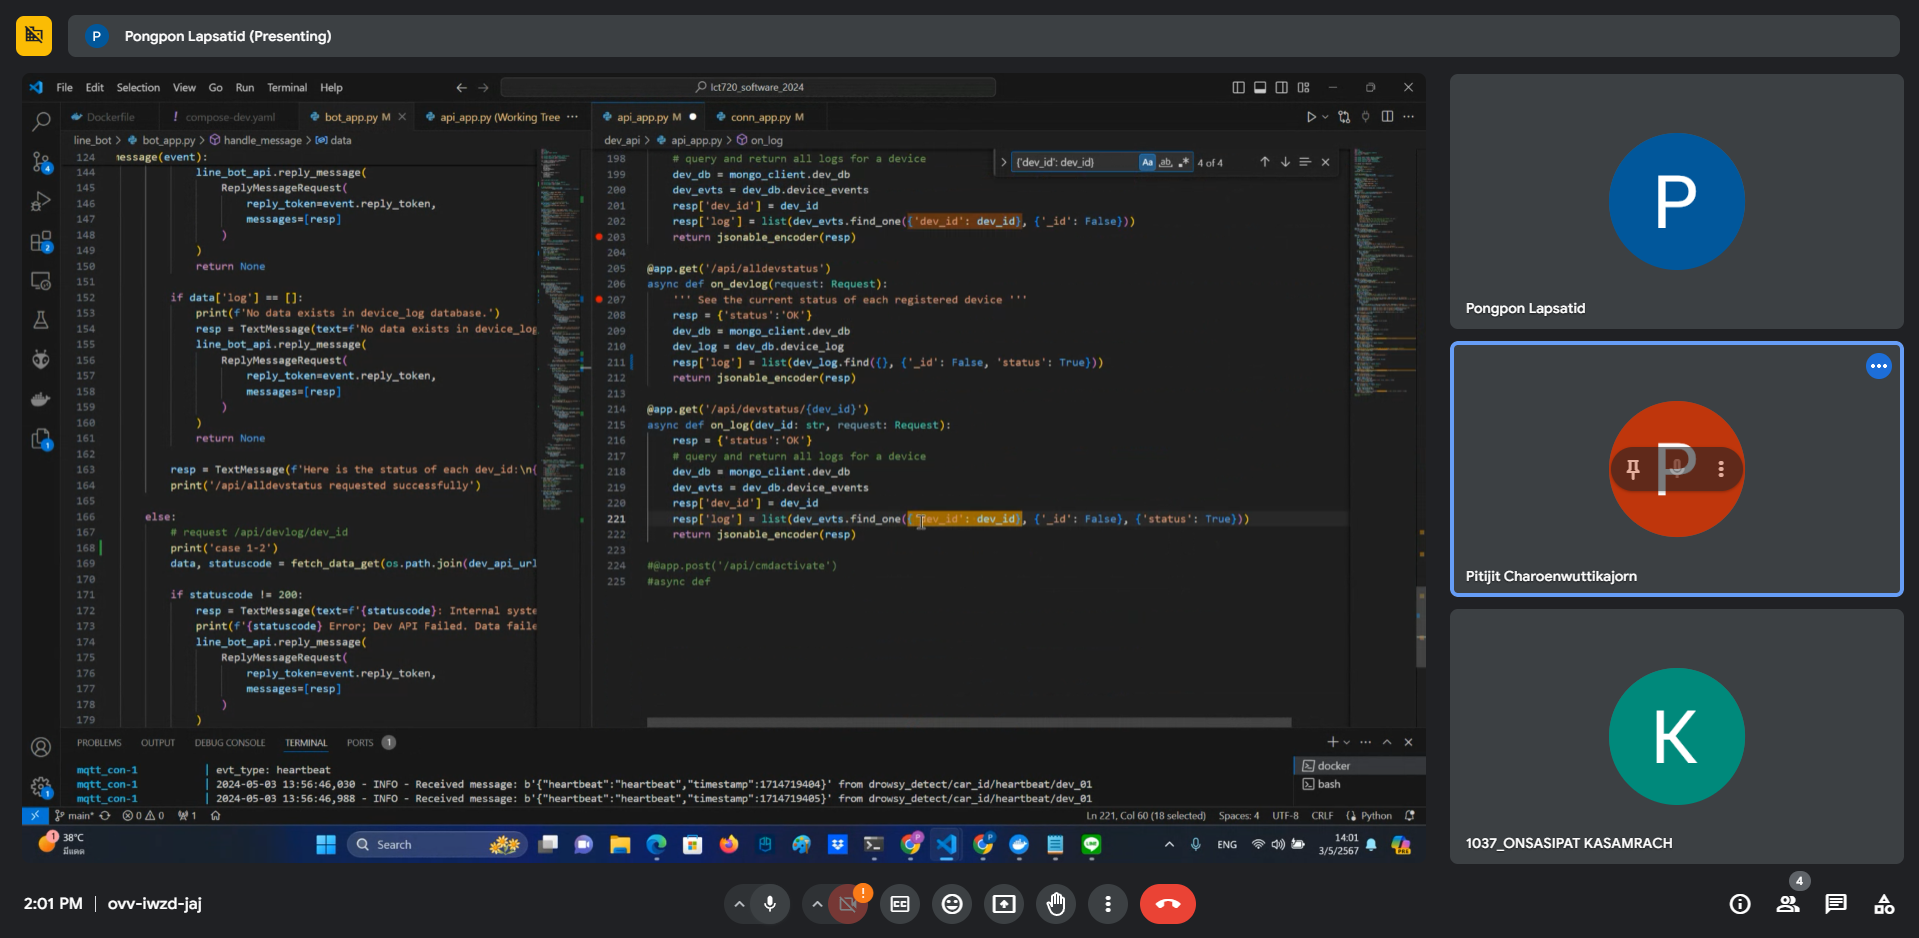 P Pongpon Lapsatid (Presenting)
File Edit Selection View Go Run Terminal Help
lct720_software_2024
Dockerfile ! compose-dev.yaml bot_app.py M api_app.py (Working Tree ···
api_app.py M conn_app.py M
line_bot > bot_app.py > handle_message > data
dev_api > api_app.py > on_log
{'dev_id': dev_id} Aa ab 4 of 4
124 message(event):
144 line_bot_api.reply_message(
145 ReplyMessageRequest(
146 reply_token=event.reply_token,
147 messages=[resp]
148 )
149 )
150 return None
151
152 if data['log'] == []:
153 print(f'No data exists in device_log database.')
154 resp = TextMessage(text=f'No data exists in device_log
155 line_bot_api.reply_message(
156 ReplyMessageRequest(
157 reply_token=event.reply_token,
158 messages=[resp]
159 )
160 )
161 return None
162
163 resp = TextMessage(f'Here is the status of each dev_id:\n{
164 print('/api/alldevstatus requested successfully')
165
166 else:
167 # request /api/devlog/dev_id
168 print('case 1-2')
169 data, statuscode = fetch_data_get(os.path.join(dev_api_url
170
171 if statuscode != 200:
172 resp = TextMessage(text=f'{statuscode}: Internal syste
173 print(f'{statuscode} Error; Dev API Failed. Data faile
174 line_bot_api.reply_message(
175 ReplyMessageRequest(
176 reply_token=event.reply_token,
177 messages=[resp]
178 )
179 )
198 # query and return all logs for a device
199 dev_db = mongo_client.dev_db
200 dev_evts = dev_db.device_events
201 resp['dev_id'] = dev_id
202 resp['log'] = list(dev_evts.find_one({'dev_id': dev_id}, {'_id': False}))
203 return jsonable_encoder(resp)
204
205 @app.get('/api/alldevstatus')
206 async def on_devlog(request: Request):
207 ''' See the current status of each registered device '''
208 resp = {'status':'OK'}
209 dev_db = mongo_client.dev_db
210 dev_log = dev_db.device_log
211 resp['log'] = list(dev_log.find({}, {'_id': False, 'status': True}))
212 return jsonable_encoder(resp)
213
214 @app.get('/api/devstatus/{dev_id}')
215 async def on_log(dev_id: str, request: Request):
216 resp = {'status':'OK'}
217 # query and return all logs for a device
218 dev_db = mongo_client.dev_db
219 dev_evts = dev_db.device_events
220 resp['dev_id'] = dev_id
221 resp['log'] = list(dev_evts.find_one({'dev_id': dev_id}, {'_id': False}, {'status': True}))
222 return jsonable_encoder(resp)
223
224 #@app.post('/api/cmdactivate')
225 #async def
PROBLEMS OUTPUT DEBUG CONSOLE TERMINAL PORTS 1
mqtt_con-1 | evt_type: heartbeat
mqtt_con-1 | 2024-05-03 13:56:46,030 - INFO - Received message: b'{"heartbeat":"heartbeat","timestamp":1714719404}' from drowsy_detect/car_id/heartbeat/dev_01
mqtt_con-1 | 2024-05-03 13:56:46,988 - INFO - Received message: b'{"heartbeat":"heartbeat","timestamp":1714719405}' from drowsy_detect/car_id/heartbeat/dev_01
docker
bash
main* 0 0 1
Ln 221, Col 60 (18 selected) Spaces: 4 UTF-8 CRLF Python
38°C
มีแดด
Search
ENG
14:01
3/5/2567
P
Pongpon Lapsatid
P
Pitijit Charoenwuttikajorn
K
1037_ONSASIPAT KASAMRACH
2:01 PM | ovv-iwzd-jaj
4